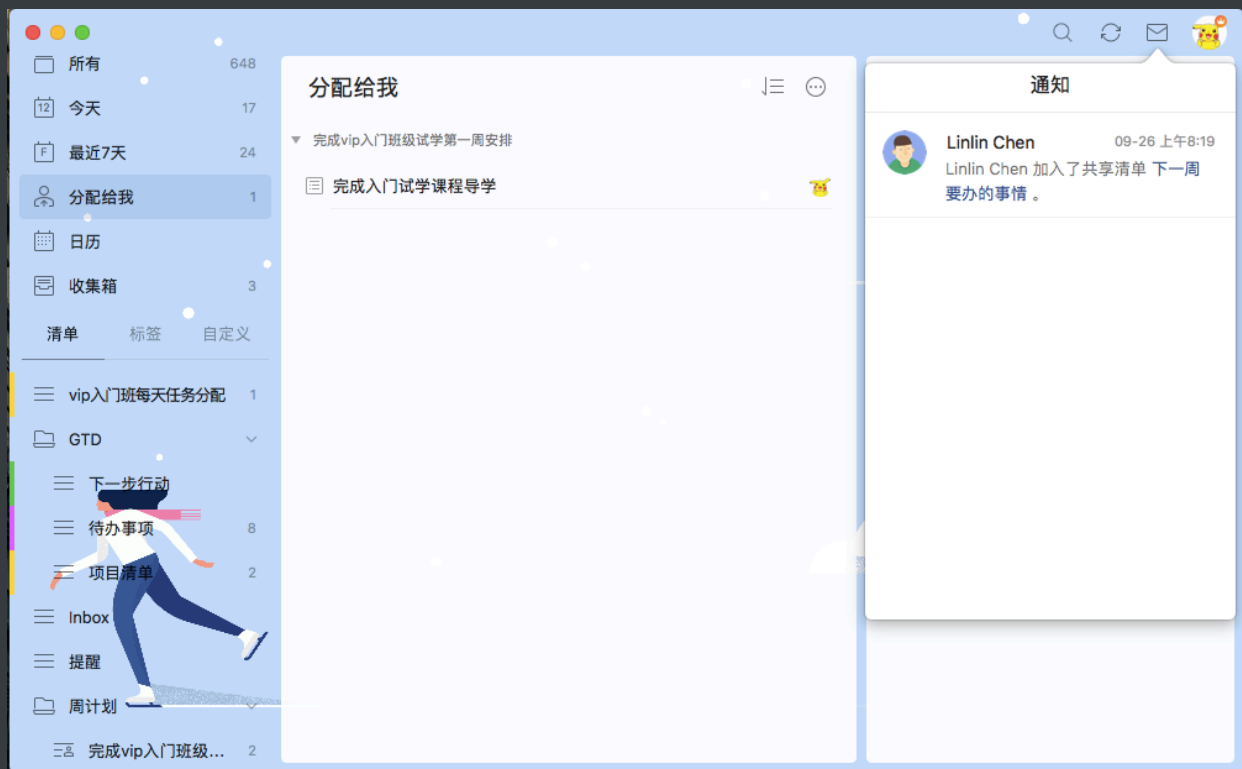 所有 648
12 今天 17
F 最近7天 24
分配给我 1
日历
收集箱 3
清单 标签 自定义
vip入门班每天任务分配 1
GTD
下一步行动
待办事项 8
项目清单 2
Inbox
提醒
周计划
完成vip入门班级... 2
分配给我
完成vip入门班级试学第一周安排
完成入门试学课程导学
通知
Linlin Chen 09-26 上午8:19
Linlin Chen 加入了共享清单 下一周
要办的事情 。